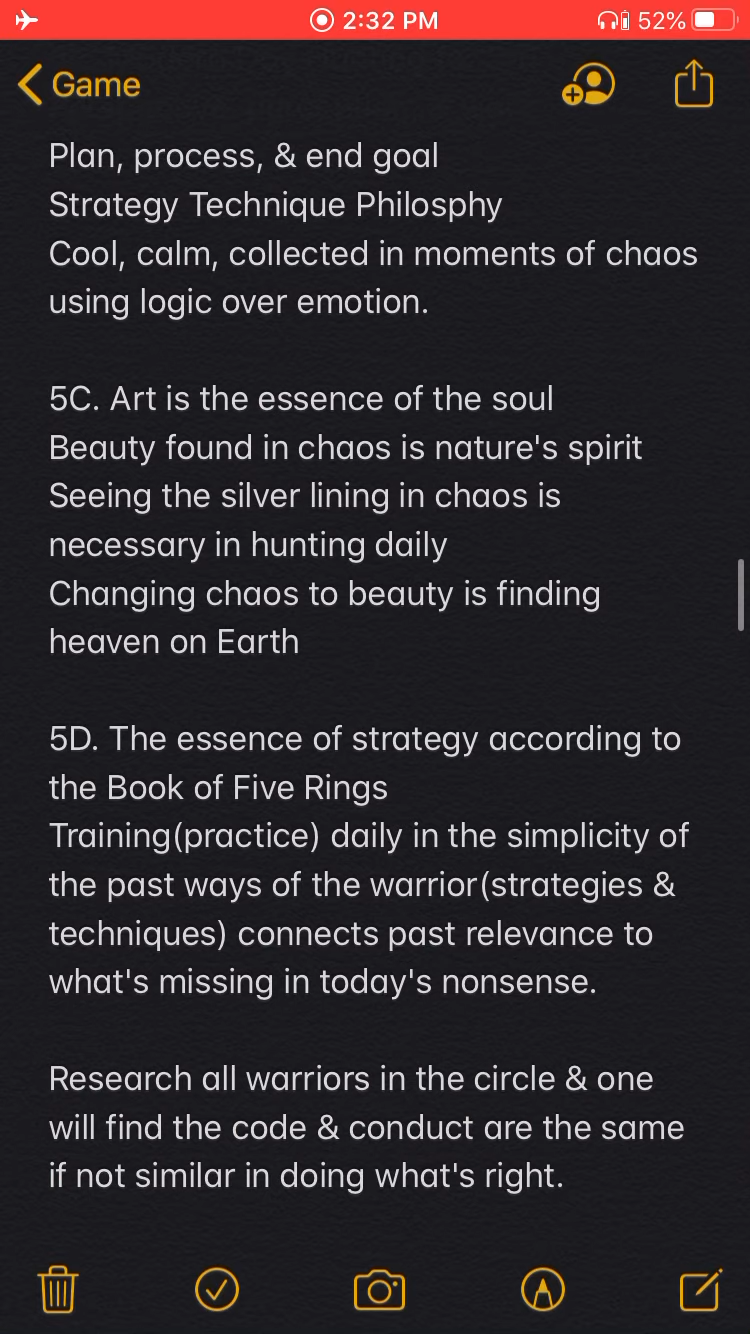 2:32 PM
52%
Game
Plan, process, & end goal
Strategy Technique Philosphy
Cool, calm, collected in moments of chaos
using logic over emotion.
5C. Art is the essence of the soul
Beauty found in chaos is nature's spirit
Seeing the silver lining in chaos is
necessary in hunting daily
Changing chaos to beauty is finding
heaven on Earth
5D. The essence of strategy according to
the Book of Five Rings
Training(practice) daily in the simplicity of
the past ways of the warrior(strategies &
techniques) connects past relevance to
what's missing in today's nonsense.
Research all warriors in the circle & one
will find the code & conduct are the same
if not similar in doing what's right.